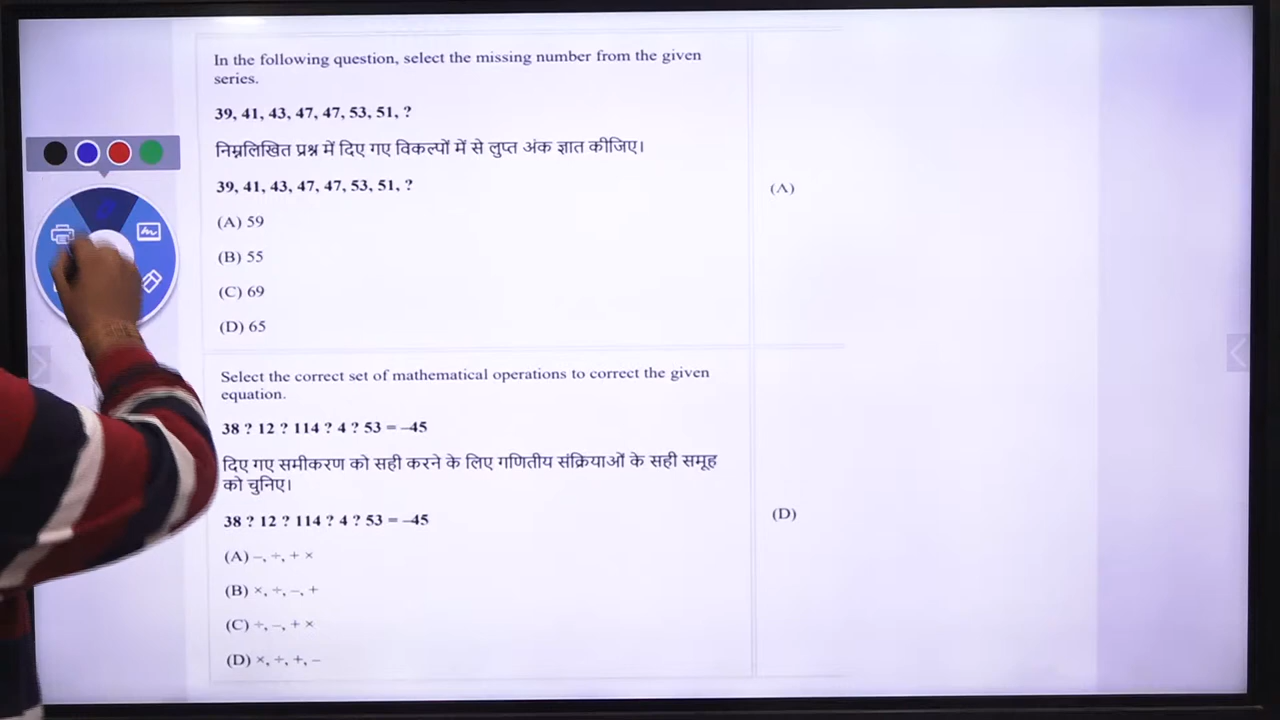 In the following question, select the missing number from the given
series.
39, 41, 43, 47, 47, 53, 51, ?
निम्नलिखित प्रश्न में दिए गए विकल्पों में से लुप्त अंक ज्ञात कीजिए।
39, 41, 43, 47, 47, 53, 51, ?
(A)
(A) 59
(B) 55
(C) 69
(D) 65
Select the correct set of mathematical operations to correct the given
equation.
38 ? 12 ? 114 ? 4 ? 53 = –45
दिए गए समीकरण को सही करने के लिए गणितीय संक्रियाओं के सही समूह
को चुनिए।
38 ? 12 ? 114 ? 4 ? 53 = –45
(D)
(A) –, ÷, + ×
(B) ×, ÷, –, +
(C) ÷, –, + ×
(D) ×, ÷, +, –